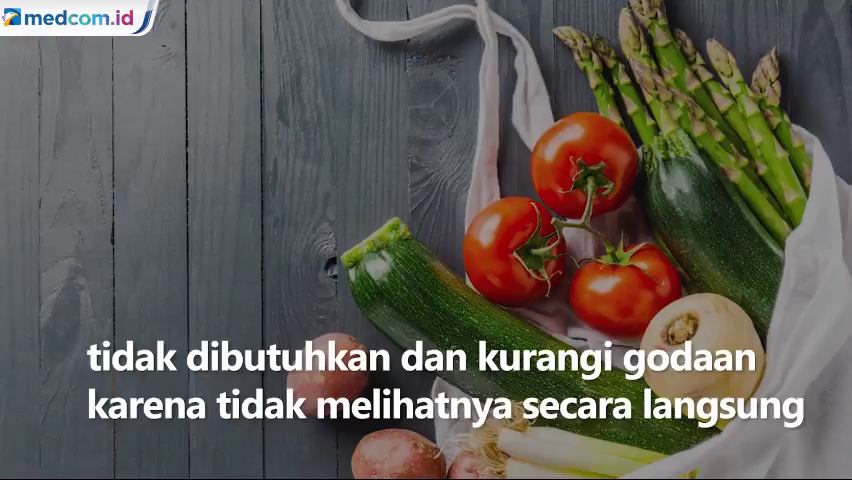 medcom.id
tidak dibutuhkan dan kurangi godaan
karena tidak melihatnya secara langsung